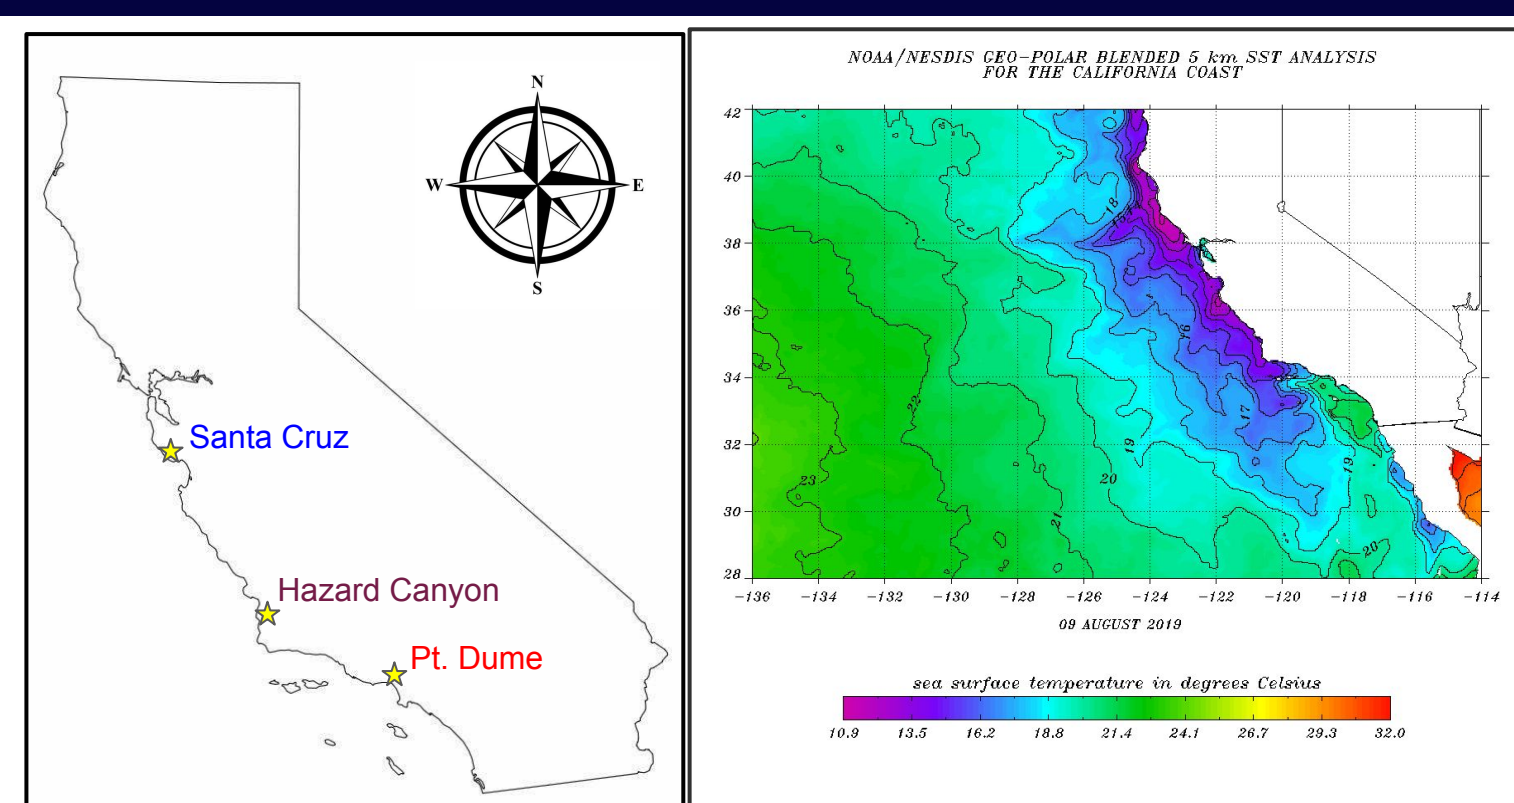 N
W
E
S
Santa Cruz
Hazard Canyon
Pt. Dume
NOAA/NESDIS GEO-POLAR BLENDED 5 km SST ANALYSIS
FOR THE CALIFORNIA COAST
42
40
38
36
34
32
30
28
18
16
17
22
19
19
20
23
21
20
-136 -134 -132 -130 -128 -126 -124 -122 -120 -118 -116 -114
09 AUGUST 2019
sea surface temperature in degrees Celsius
10.9 13.5 16.2 18.8 21.4 24.1 26.7 29.3 32.0